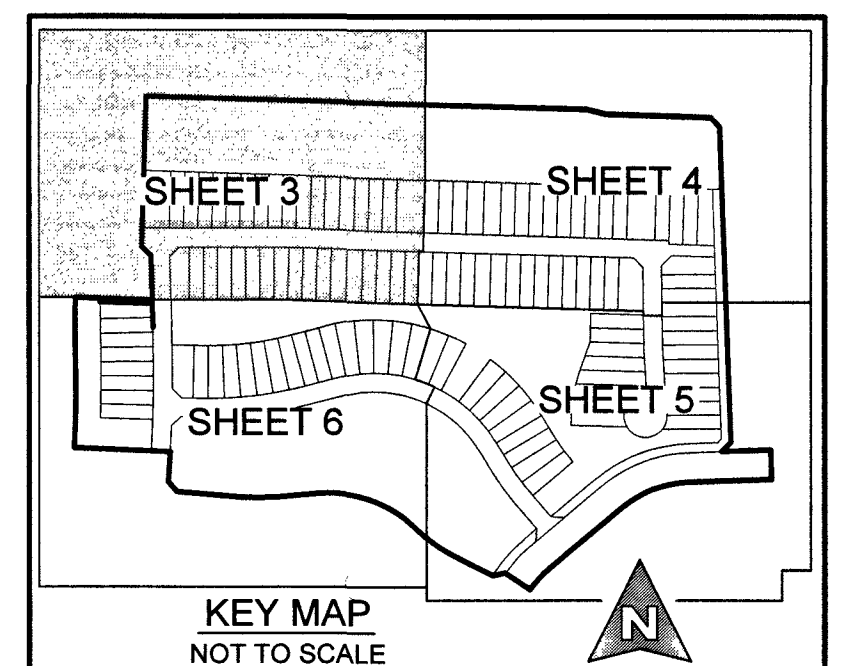 SHEET 3
SHEET 4
SHEET 5
SHEET 6
KEY MAP
NOT TO SCALE
N